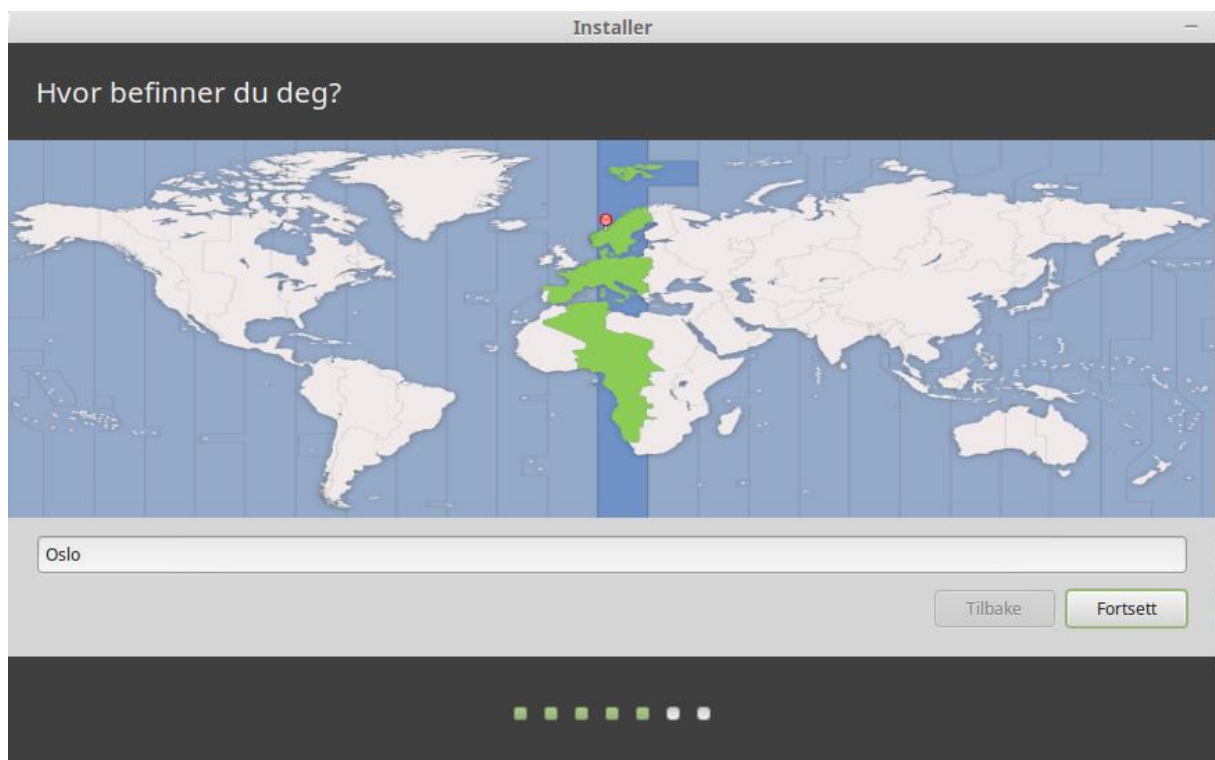 Installer
Hvor befinner du deg?
Oslo
Tilbake
Fortsett